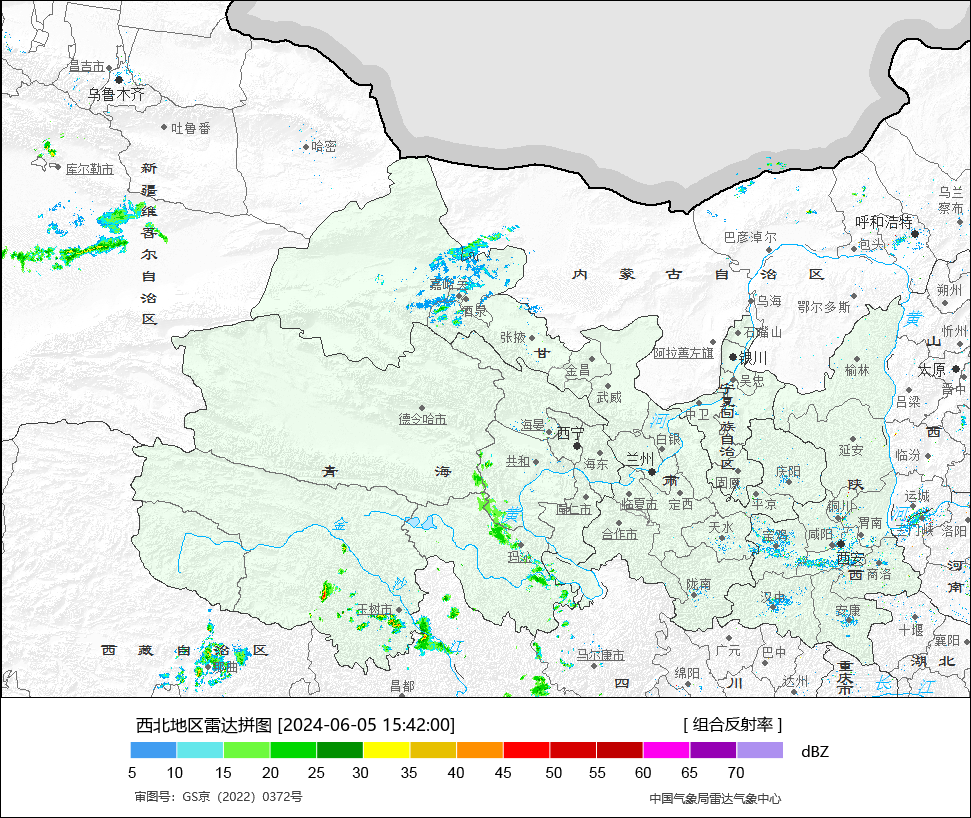 昌吉市
乌鲁木齐
吐鲁番
哈密
库尔勒市
新疆维吾尔自治区
乌兰察布
呼和浩特
包头
巴彦淖尔
内蒙古自治区
嘉峪关
酒泉
乌海
鄂尔多斯
朔州
黄
忻州
张掖
甘
石嘴山
阿拉善左旗
银川
山
太原
金昌
吴忠
榆林
晋中
武威
宁夏回族自治区
吕梁
德令哈市
中卫
海晏
西宁
河
白银
西
延安
临汾
共和
海东
兰州
青海
肃
固原
庆阳
陕
同仁市
临夏市
定西
平凉
运城
黄
铜川
渭南
金
合作市
天水
宝鸡
咸阳
三门峡
洛阳
玛沁
西安
西
商洛
河南
沙
陇南
汉中
玉树市
安康
十堰
江
西藏自治区
那曲
马尔康市
广元
巴中
襄阳
湖北
昌都
四川
绵阳
达州
重庆市
长江
西北地区雷达拼图 [2024-06-05 15:42:00]
[ 组合反射率 ]
dBZ
5 10 15 20 25 30 35 40 45 50 55 60 65 70
审图号：GS京（2022）0372号
中国气象局雷达气象中心